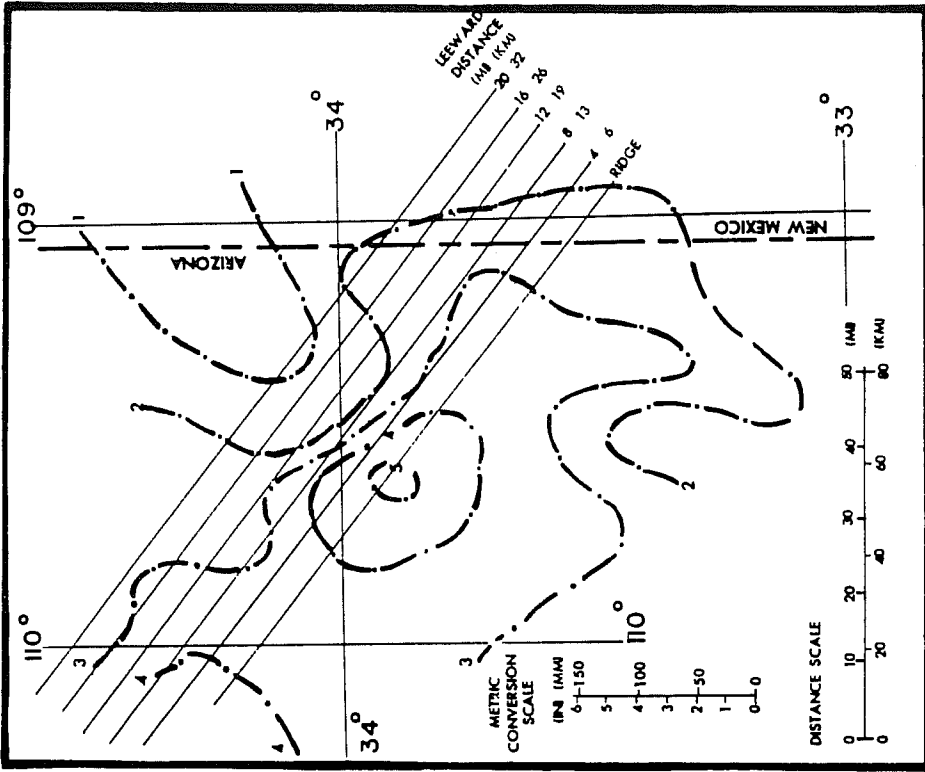 LEEWARD
DISTANCE
(MI) (KM)
20 32
16 26
12 19
8 13
4 6
RIDGE
109°
110°
34°
34°
33°
110°
ARIZONA
NEW MEXICO
1
1
2
3
4
4
4
5
3
2
METRIC
CONVERSION
SCALE
(IN) (MM)
6 150
5
4 100
3
2 50
1
0 0
DISTANCE SCALE
0 10 20 30 40 50 (MI)
0 20 40 60 80 (KM)